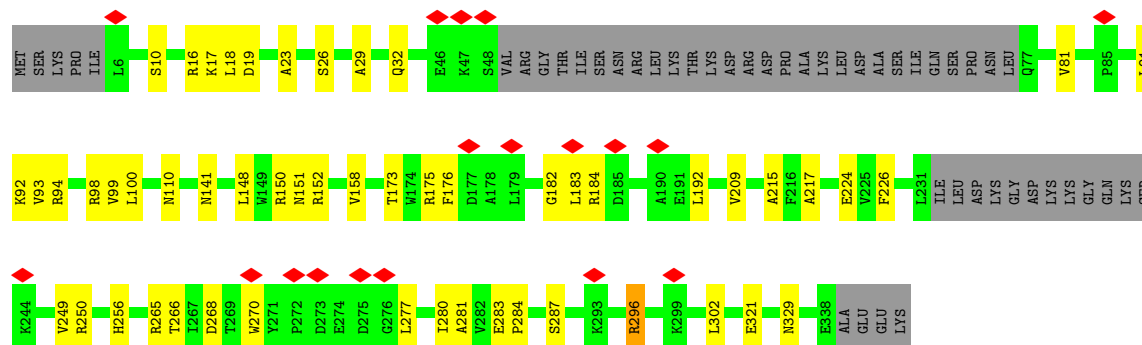 MET SER LYS PRO ILE L6 S10 R16 K17 L18 D19 A23 S26 A29 Q32 E46 K47 S48 VAL ARG GLY THR ILE SER ASN ARG LEU LYS THR LYS ASP ARG ASP PRO ALA LYS LEU ASP ALA SER ILE GLN SER PRO ASN LEU Q77 V81 P85 L91
K92 V93 R94 R98 V99 L100 N110 N141 L148 W149 R150 N151 R152 V158 T173 W174 R175 F176 D177 A178 L179 G182 L183 R184 D185 A190 E191 L192 V209 A215 F216 A217 E224 V225 F226 L231 ILE LEU ASP LYS GLY ASP LYS LYS GLY GLN LYS SER
K244 V249 R250 H256 R265 T266 I267 D268 T269 W270 Y271 P272 D273 E274 D275 G276 L277 I280 A281 V282 E283 P284 S287 K293 R296 K299 L302 E321 N329 E338 ALA GLU GLU LYS